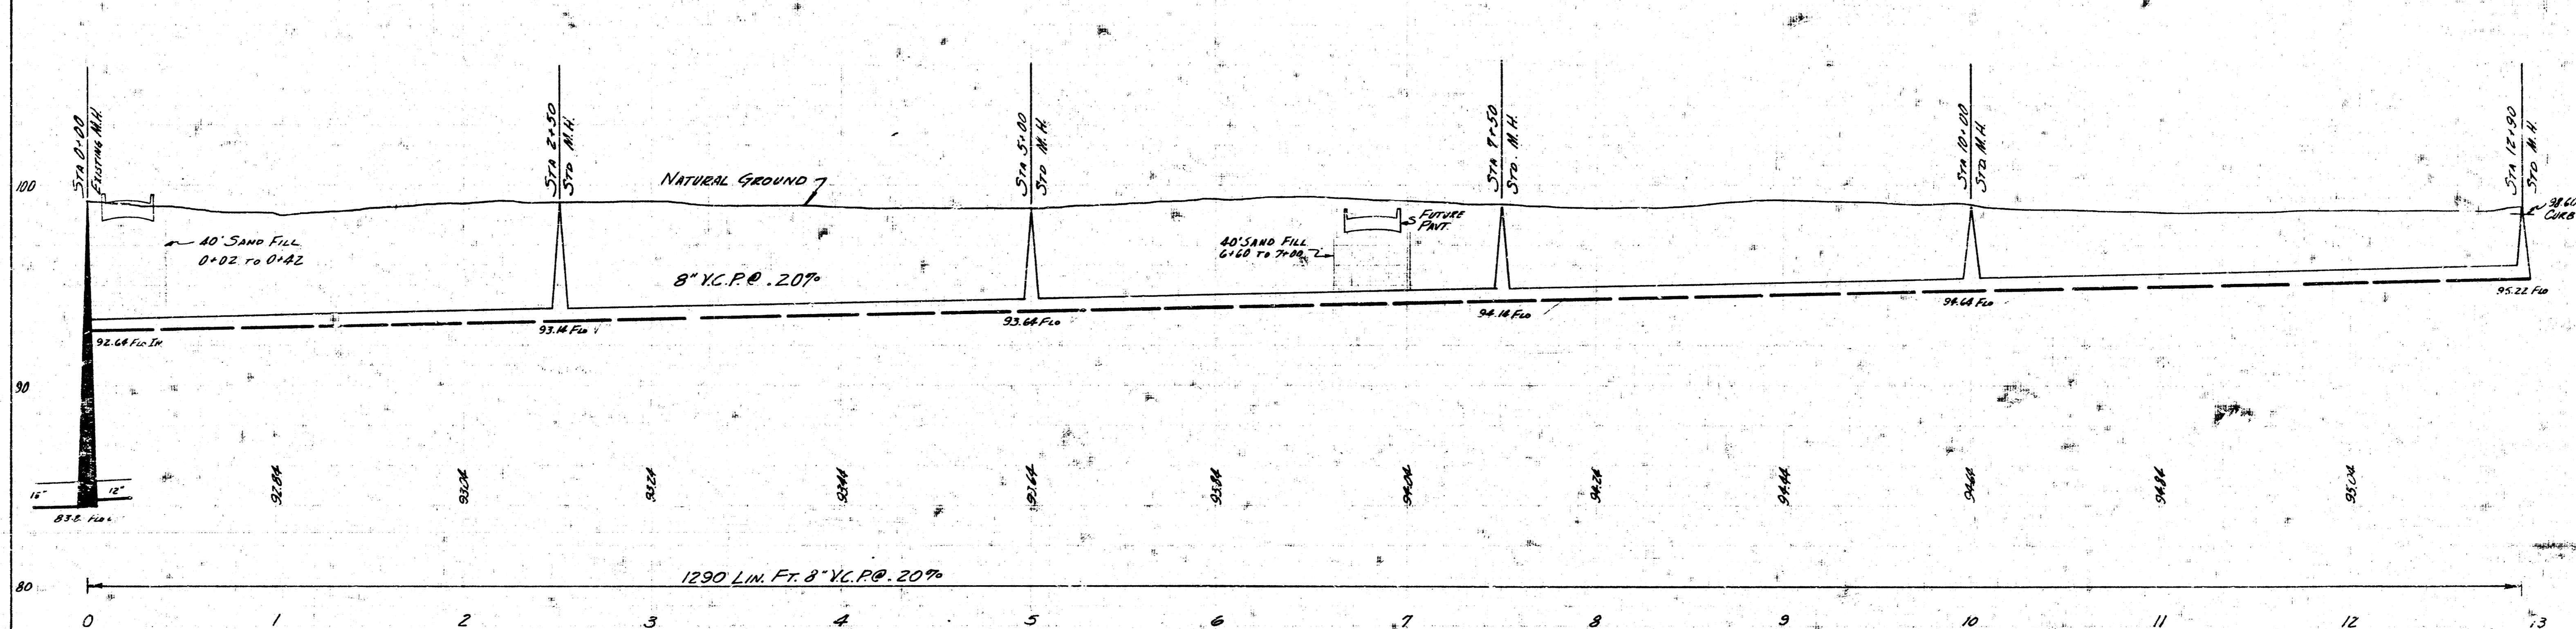 STA 0+00
EXISTING M.H.
STA 2+50
STD M.H.
STA 5+00
STD M.H.
STA 7+50
STD. M.H.
STA 10+00
STD. M.H.
STA 12+90
STD M.H.
100
NATURAL GROUND
98.60
CURB
FUTURE
PAVT.
40' SAND FILL
0+02 TO 0+42
40' SAND FILL
6+60 TO 7+00
8" V.C.P. @ .20%
92.64 FLO IN
93.14 FLO
93.64 FLO
94.14 FLO
94.64 FLO
95.22 FLO
90
92.84
93.04
93.24
93.44
93.64
93.84
94.04
94.24
94.44
94.64
94.84
95.04
12"
80
1290 LIN. FT. 8" V.C.P. @ .20%
0 1 2 3 4 5 6 7 8 9 10 11 12 13